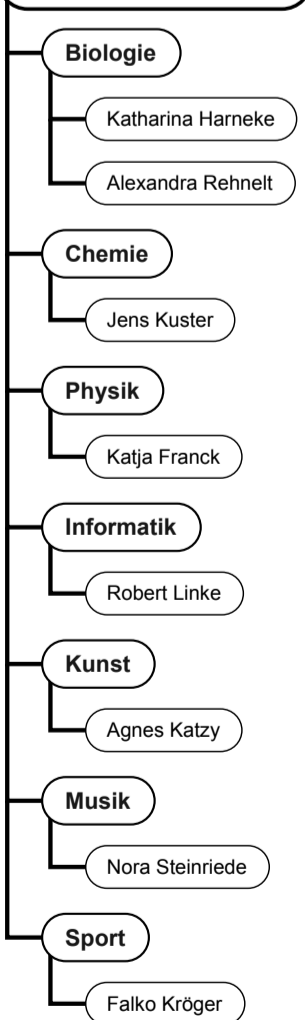 Biologie
Katharina Harneke
Alexandra Rehnelt
Chemie
Jens Kuster
Physik
Katja Franck
Informatik
Robert Linke
Kunst
Agnes Katzy
Musik
Nora Steinriede
Sport
Falko Kröger